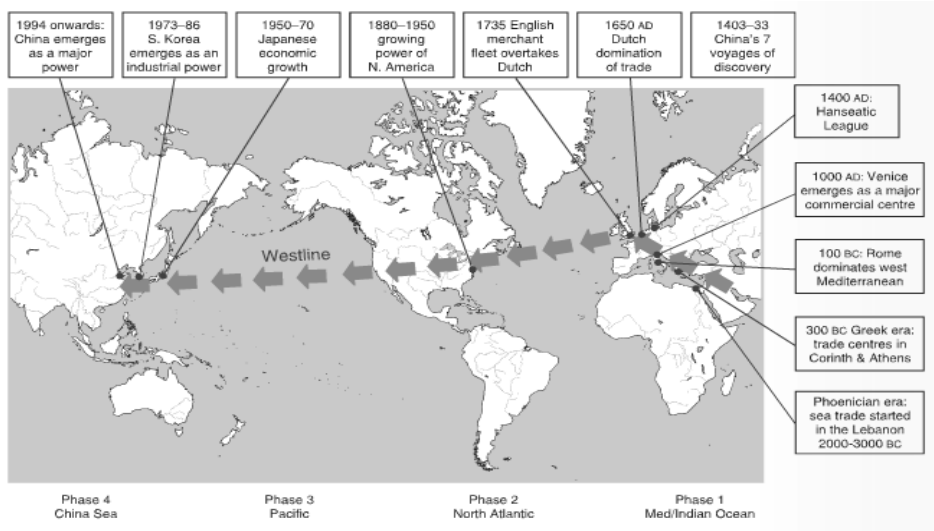 1994 onwards:
China emerges
as a major
power
1973–86
S. Korea
emerges as an
industrial power
1950–70
Japanese
economic
growth
1880–1950
growing
power of
N. America
1735 English
merchant
fleet overtakes
Dutch
1650 AD
Dutch
domination
of trade
1403–33
China's 7
voyages of
discovery
1400 AD:
Hanseatic
League
1000 AD: Venice
emerges as a major
commercial centre
100 BC: Rome
dominates west
Mediterranean
300 BC Greek era:
trade centres in
Corinth & Athens
Phoenician era:
sea trade started
in the Lebanon
2000-3000 BC
Westline
Phase 4
China Sea
Phase 3
Pacific
Phase 2
North Atlantic
Phase 1
Med/Indian Ocean